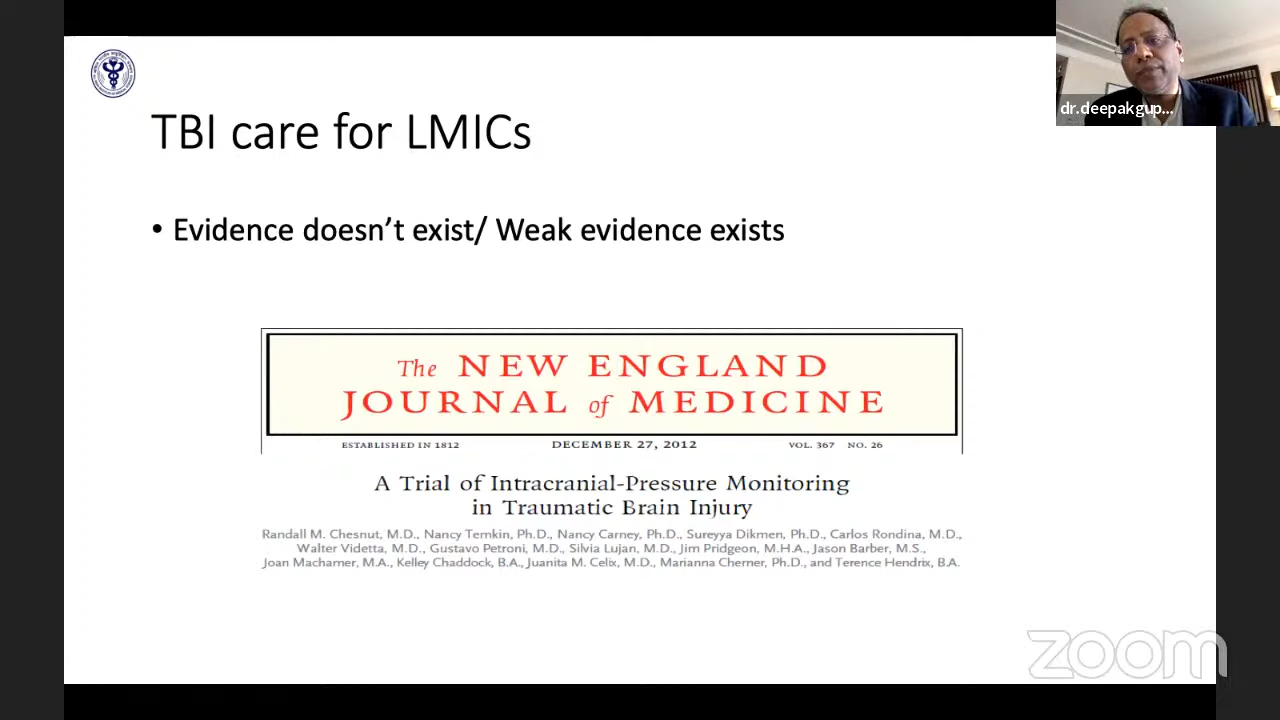 dr.deepakgup...
TBI care for LMICs
• Evidence doesn’t exist/ Weak evidence exists
The NEW ENGLAND
JOURNAL of MEDICINE
ESTABLISHED IN 1812 DECEMBER 27, 2012 VOL. 367 NO. 26
A Trial of Intracranial-Pressure Monitoring
in Traumatic Brain Injury
Randall M. Chesnut, M.D., Nancy Temkin, Ph.D., Nancy Carney, Ph.D., Sureyya Dikmen, Ph.D., Carlos Rondina, M.D.,
Walter Videtta, M.D., Gustavo Petroni, M.D., Silvia Lujan, M.D., Jim Pridgeon, M.H.A., Jason Barber, M.S.,
Joan Machamer, M.A., Kelley Chaddock, B.A., Juanita M. Celix, M.D., Marianna Cherner, Ph.D., and Terence Hendrix, B.A.
zoom